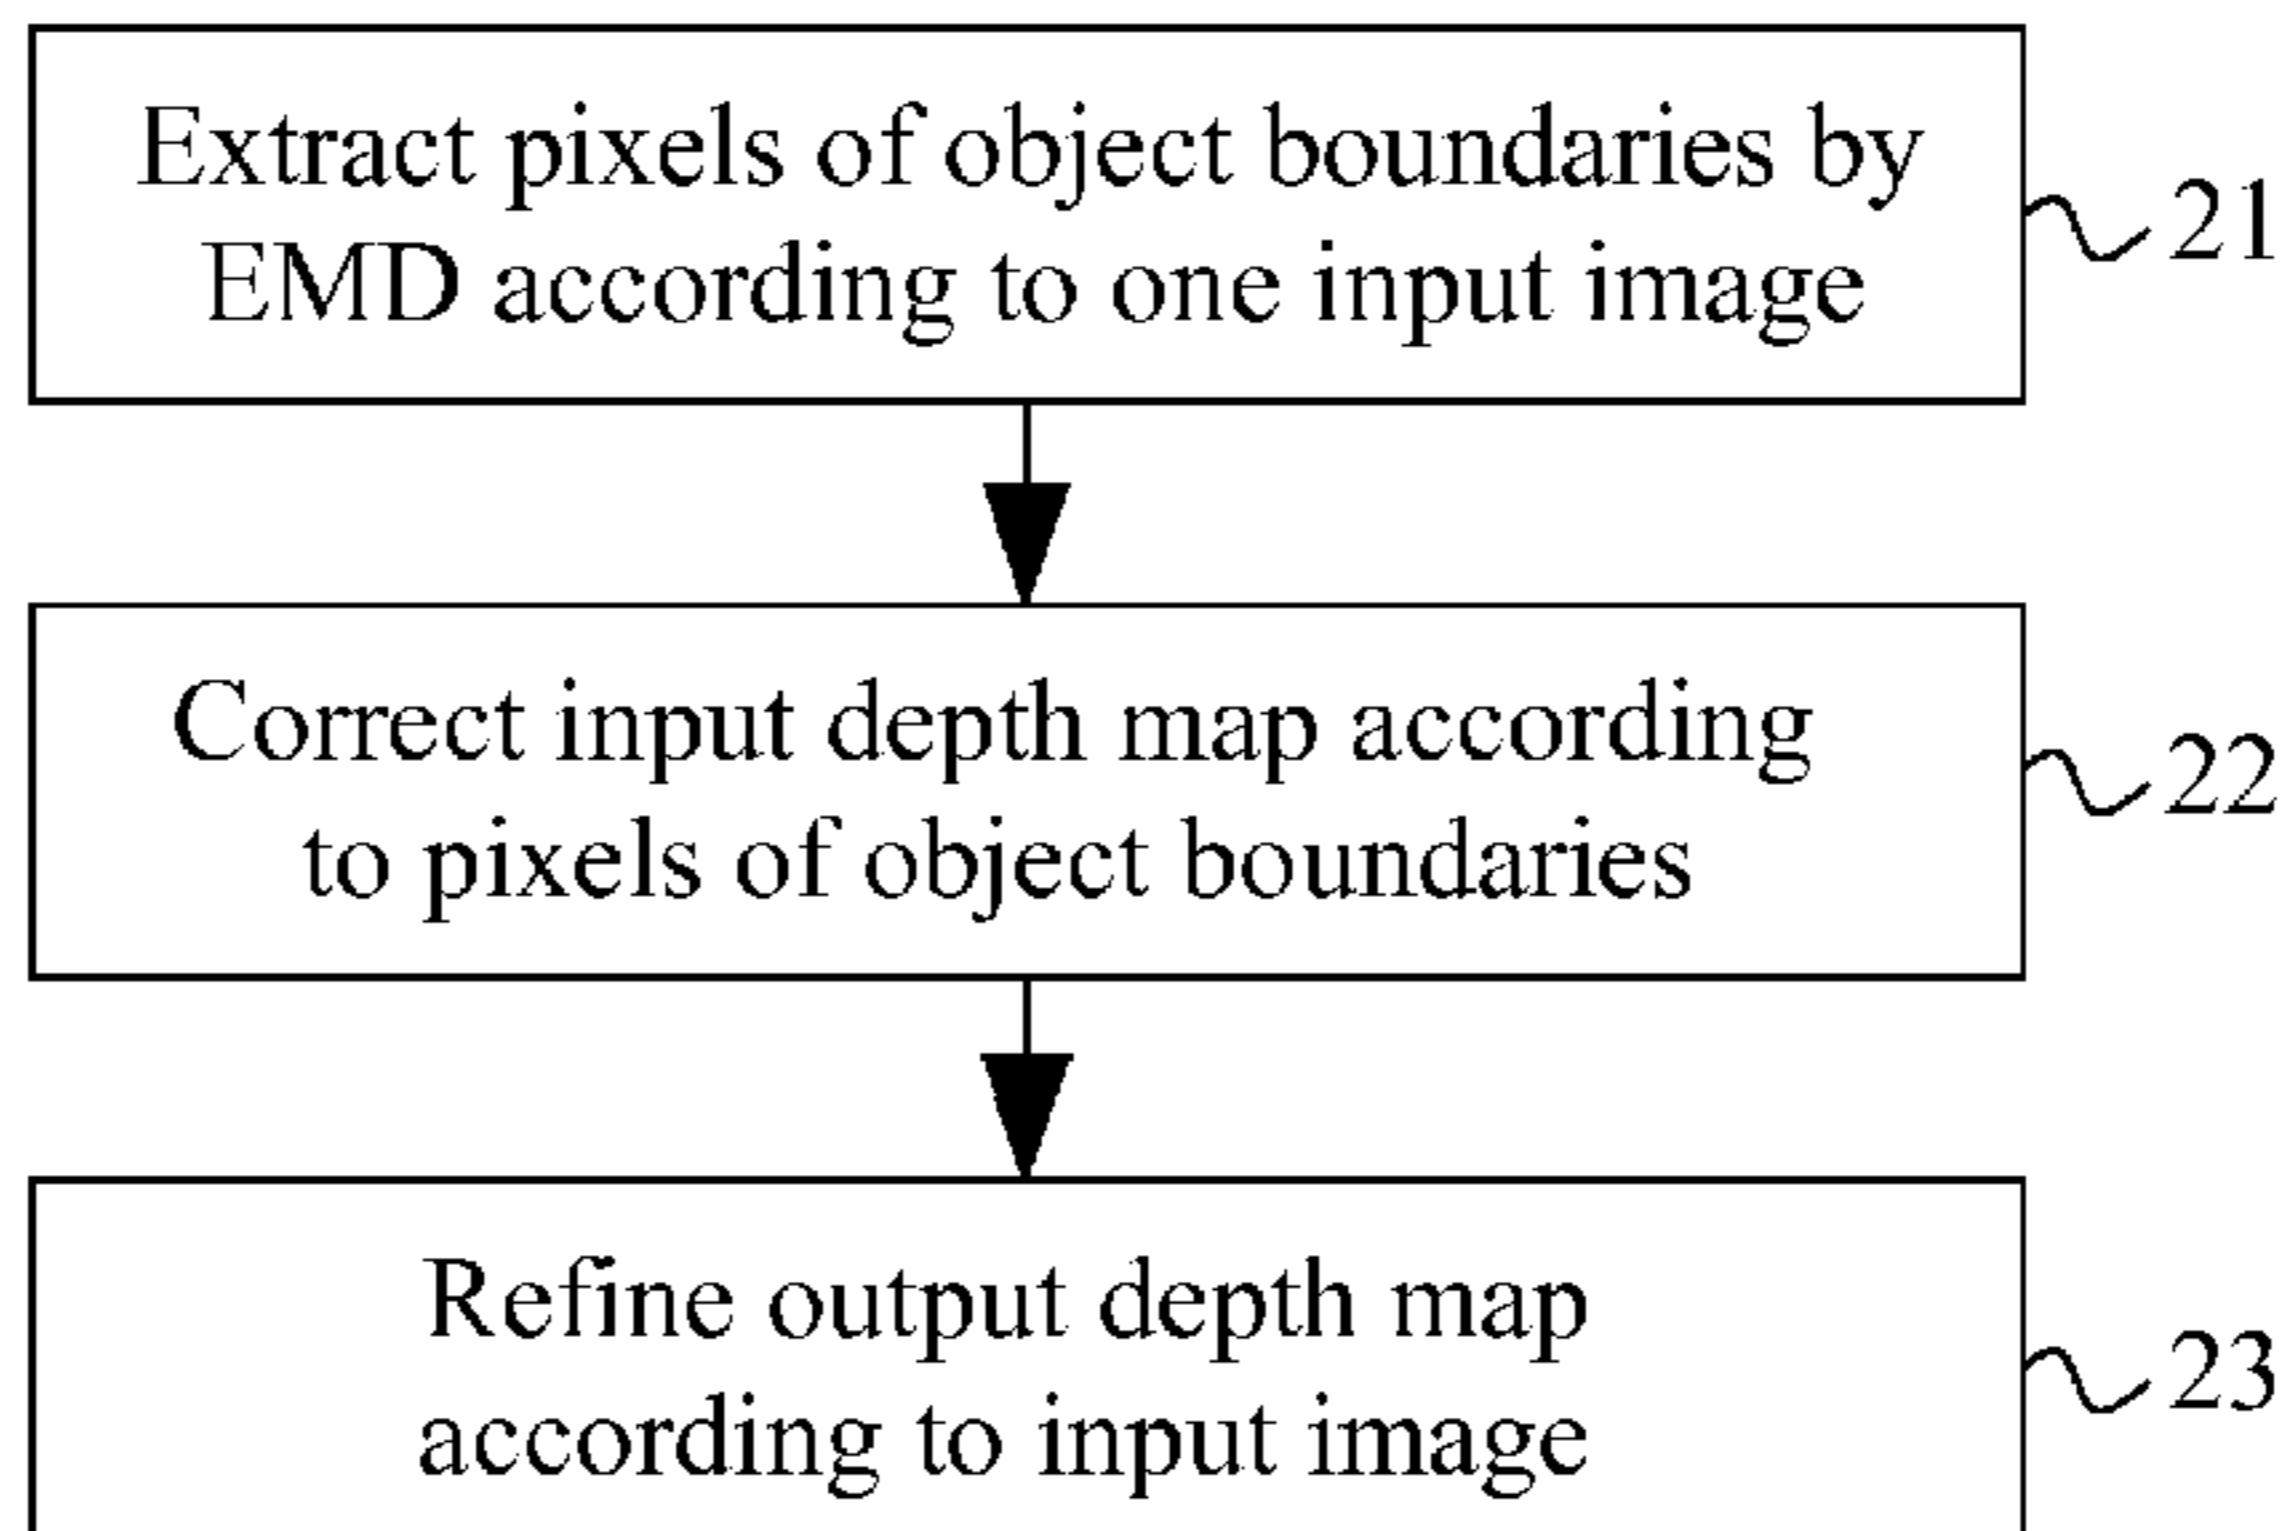 Extract pixels of object boundaries by
EMD according to one input image
21
Correct input depth map according
to pixels of object boundaries
22
Refine output depth map
according to input image
23